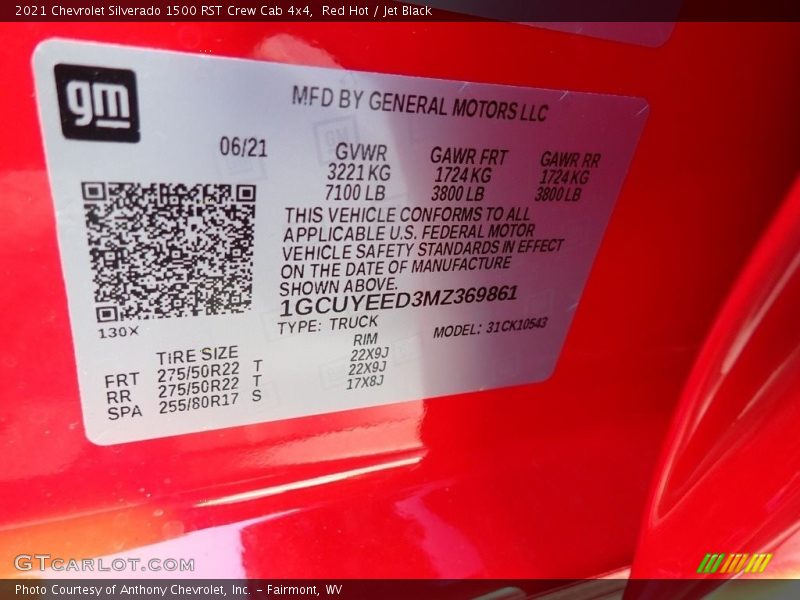 2021 Chevrolet Silverado 1500 RST Crew Cab 4x4, Red Hot / Jet Black
gm
MFD BY GENERAL MOTORS LLC
06/21
GVWR GAWR FRT GAWR RR
3221 KG 1724 KG 1724 KG
7100 LB 3800 LB 3800 LB
THIS VEHICLE CONFORMS TO ALL
APPLICABLE U.S. FEDERAL MOTOR
VEHICLE SAFETY STANDARDS IN EFFECT
ON THE DATE OF MANUFACTURE
SHOWN ABOVE.
1GCUYEED3MZ369861
130X
TYPE: TRUCK MODEL: 31CK10543
TIRE SIZE RIM
FRT 275/50R22 T 22X9J
RR 275/50R22 T 22X9J
SPA 255/80R17 S 17X8J
GTCARLOT.COM
Photo Courtesy of Anthony Chevrolet, Inc. – Fairmont, WV